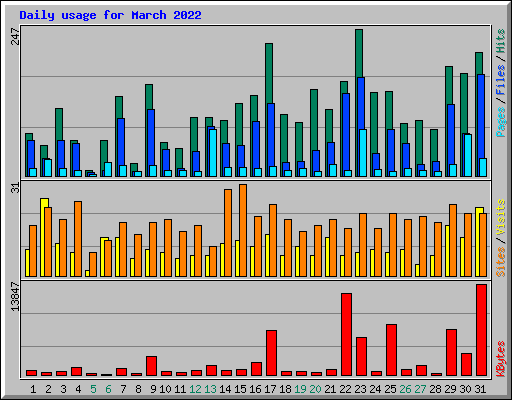 Daily usage for March 2022
247
Pages / Files / Hits
31
Sites / Visits
13847
KBytes
1 2 3 4 5 6 7 8 9 10 11 12 13 14 15 16 17 18 19 20 21 22 23 24 25 26 27 28 29 30 31